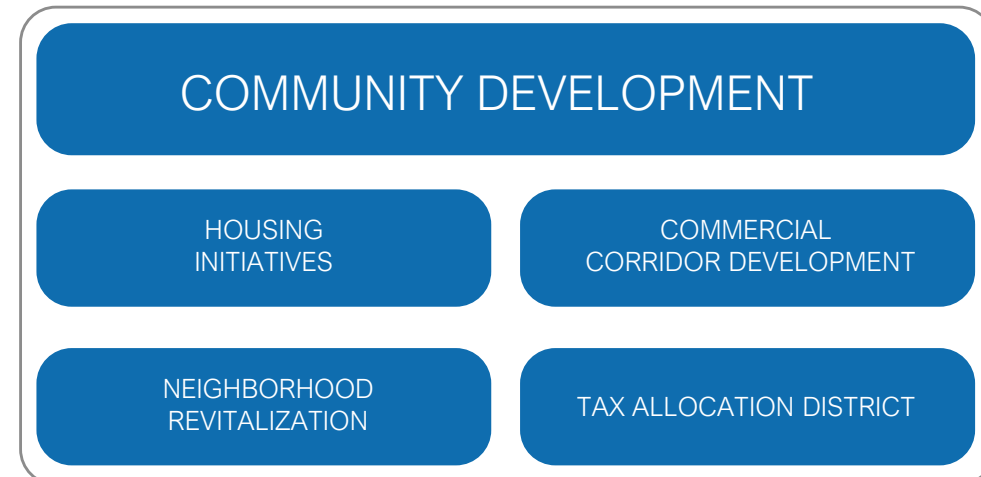 COMMUNITY DEVELOPMENT
HOUSING
INITIATIVES
COMMERCIAL
CORRIDOR DEVELOPMENT
NEIGHBORHOOD
REVITALIZATION
TAX ALLOCATION DISTRICT